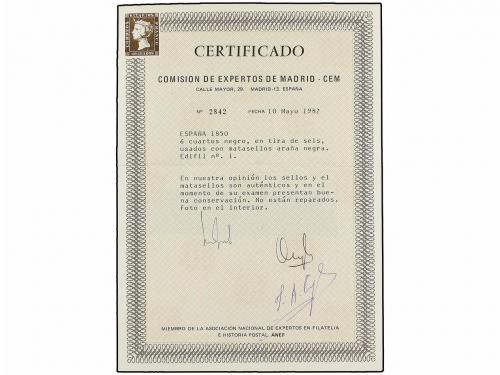 CERTIFICADO
COMISION DE EXPERTOS DE MADRID - CEM
CALLE MAYOR, 29. MADRID-13. ESPAÑA
Nº 2842 FECHA 10 Mayo 1982
ESPAÑA 1850
6 cuartos negro, en tira de seis,
usados con matasellos araña negra.
Edifil nº. 1.
En nuestra opinión los sellos y el
matasellos son auténticos y en el
momento de su examen presentan bue-
na conservación. No están reparados,
foto en el interior.
MIEMBRO DE LA ASOCIACION NACIONAL DE EXPERTOS EN FILATELIA
E HISTORIA POSTAL. ANEF